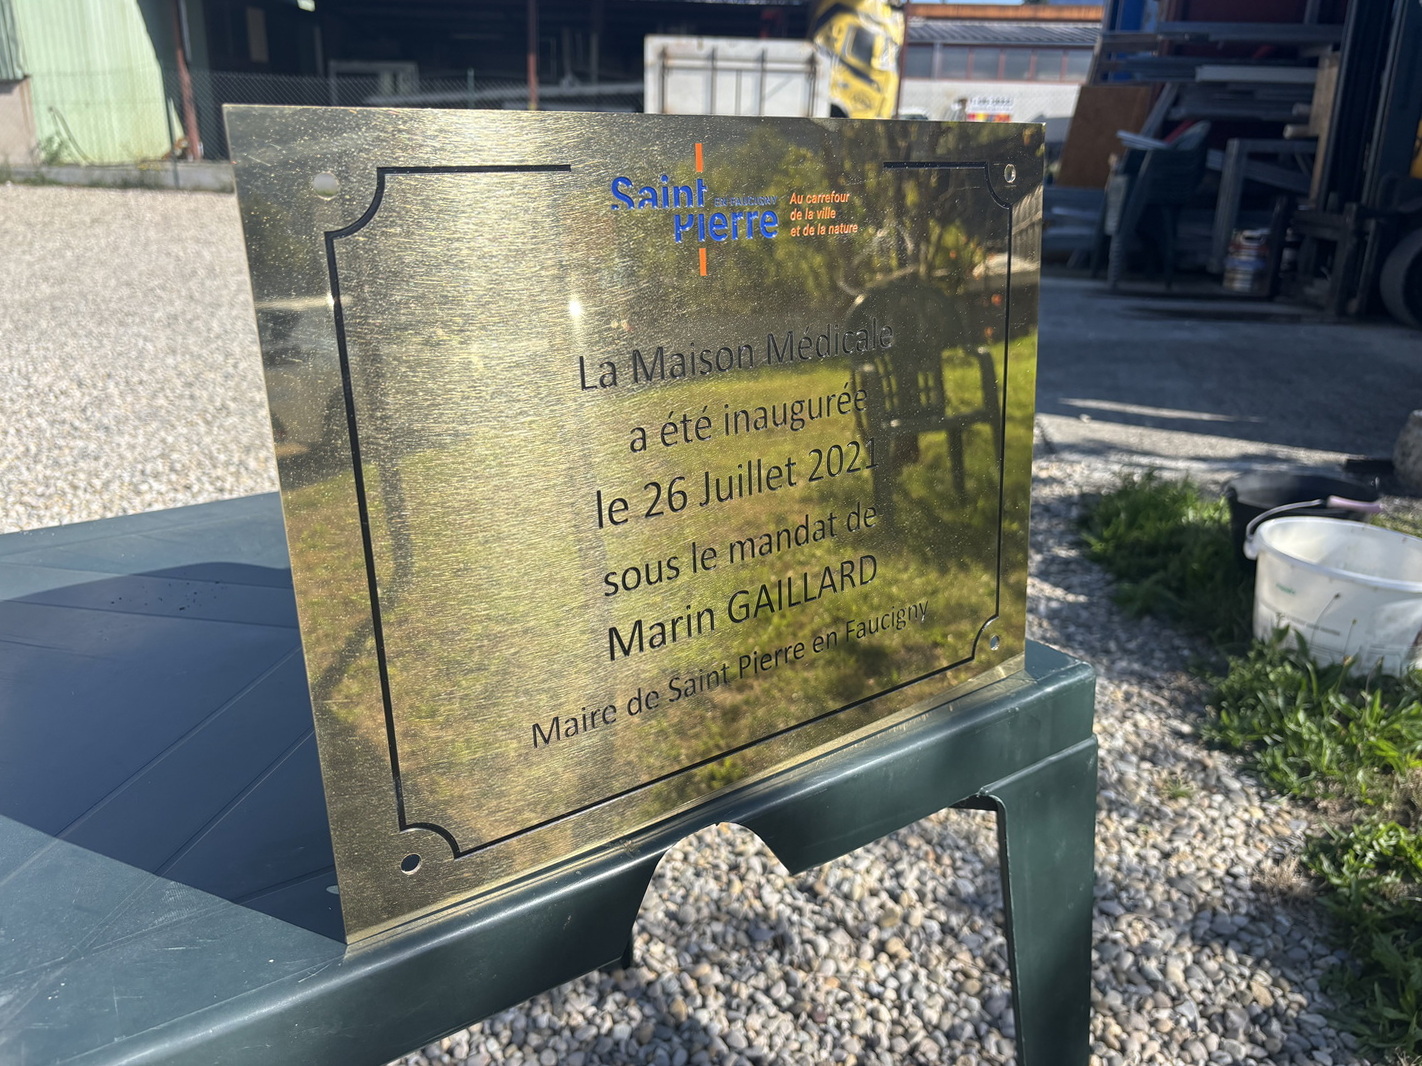 Saint
EN FAUCIGNY
Pierre
Au carrefour
de la ville
et de la nature
La Maison Médicale
a été inaugurée
le 26 Juillet 2021
sous le mandat de
Marin GAILLARD
Maire de Saint Pierre en Faucigny